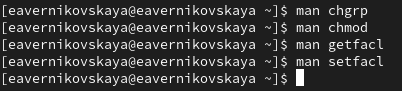 [eavernikovskaya@eavernikovskaya ~]$ man chgrp
[eavernikovskaya@eavernikovskaya ~]$ man chmod
[eavernikovskaya@eavernikovskaya ~]$ man getfacl
[eavernikovskaya@eavernikovskaya ~]$ man setfacl
[eavernikovskaya@eavernikovskaya ~]$